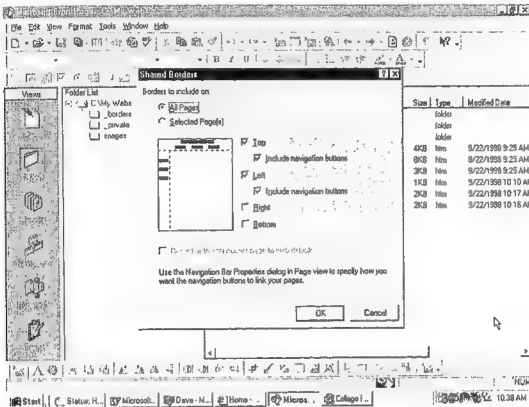 File Edit View Format Tools Window Help
Views
Folder List
C:\My Webs
_borders
_private
images
Shared Borders
Borders to include on:
All Pages
Selected Page(s)
Top
Include navigation buttons
Left
Include navigation buttons
Right
Bottom
Use the Navigation Bar Properties dialog in Page view to specify how you
want the navigation buttons to link your pages.
OK Cancel
Size Type Modified Date
folder
folder
folder
4KB htm 9/22/1999 9:25 AM
8KB htm 9/22/1998 9:25 AM
3KB htm 9/22/1998 9:25 AM
1KB htm 9/22/1998 10:10 AM
2KB htm 9/22/1998 10:17 AM
2KB htm 9/22/1998 10:16 AM
NUM
Start Status, H... Microsoft... Dave - N... Home - Micros... Collage I... 10:38 AM